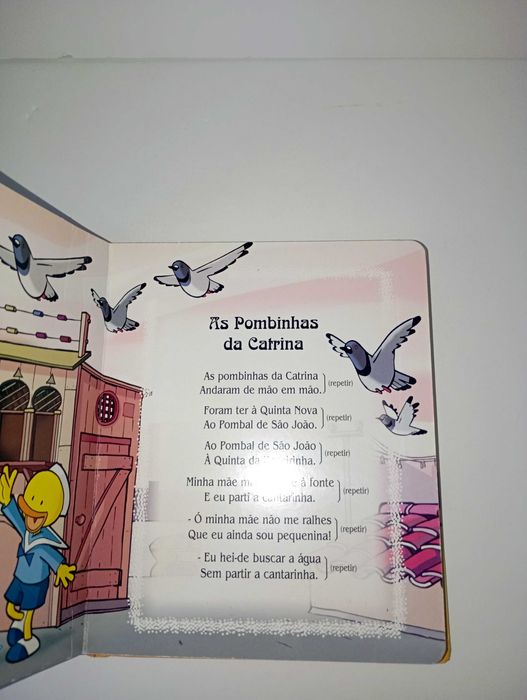 As Pombinhas
da Catrina
As pombinhas da Catrina
Andaram de mão em mão. (repetir)
Foram ter à Quinta Nova
Ao Pombal de São João. (repetir)
Ao Pombal de São João
À Quinta da (repetir)
Minha mãe à fonte
E eu parti a cantarinha. (repetir)
- Ó minha mãe não me ralhes
Que eu ainda sou pequenina! (repetir)
- Eu hei-de buscar a água
Sem partir a cantarinha. (repetir)